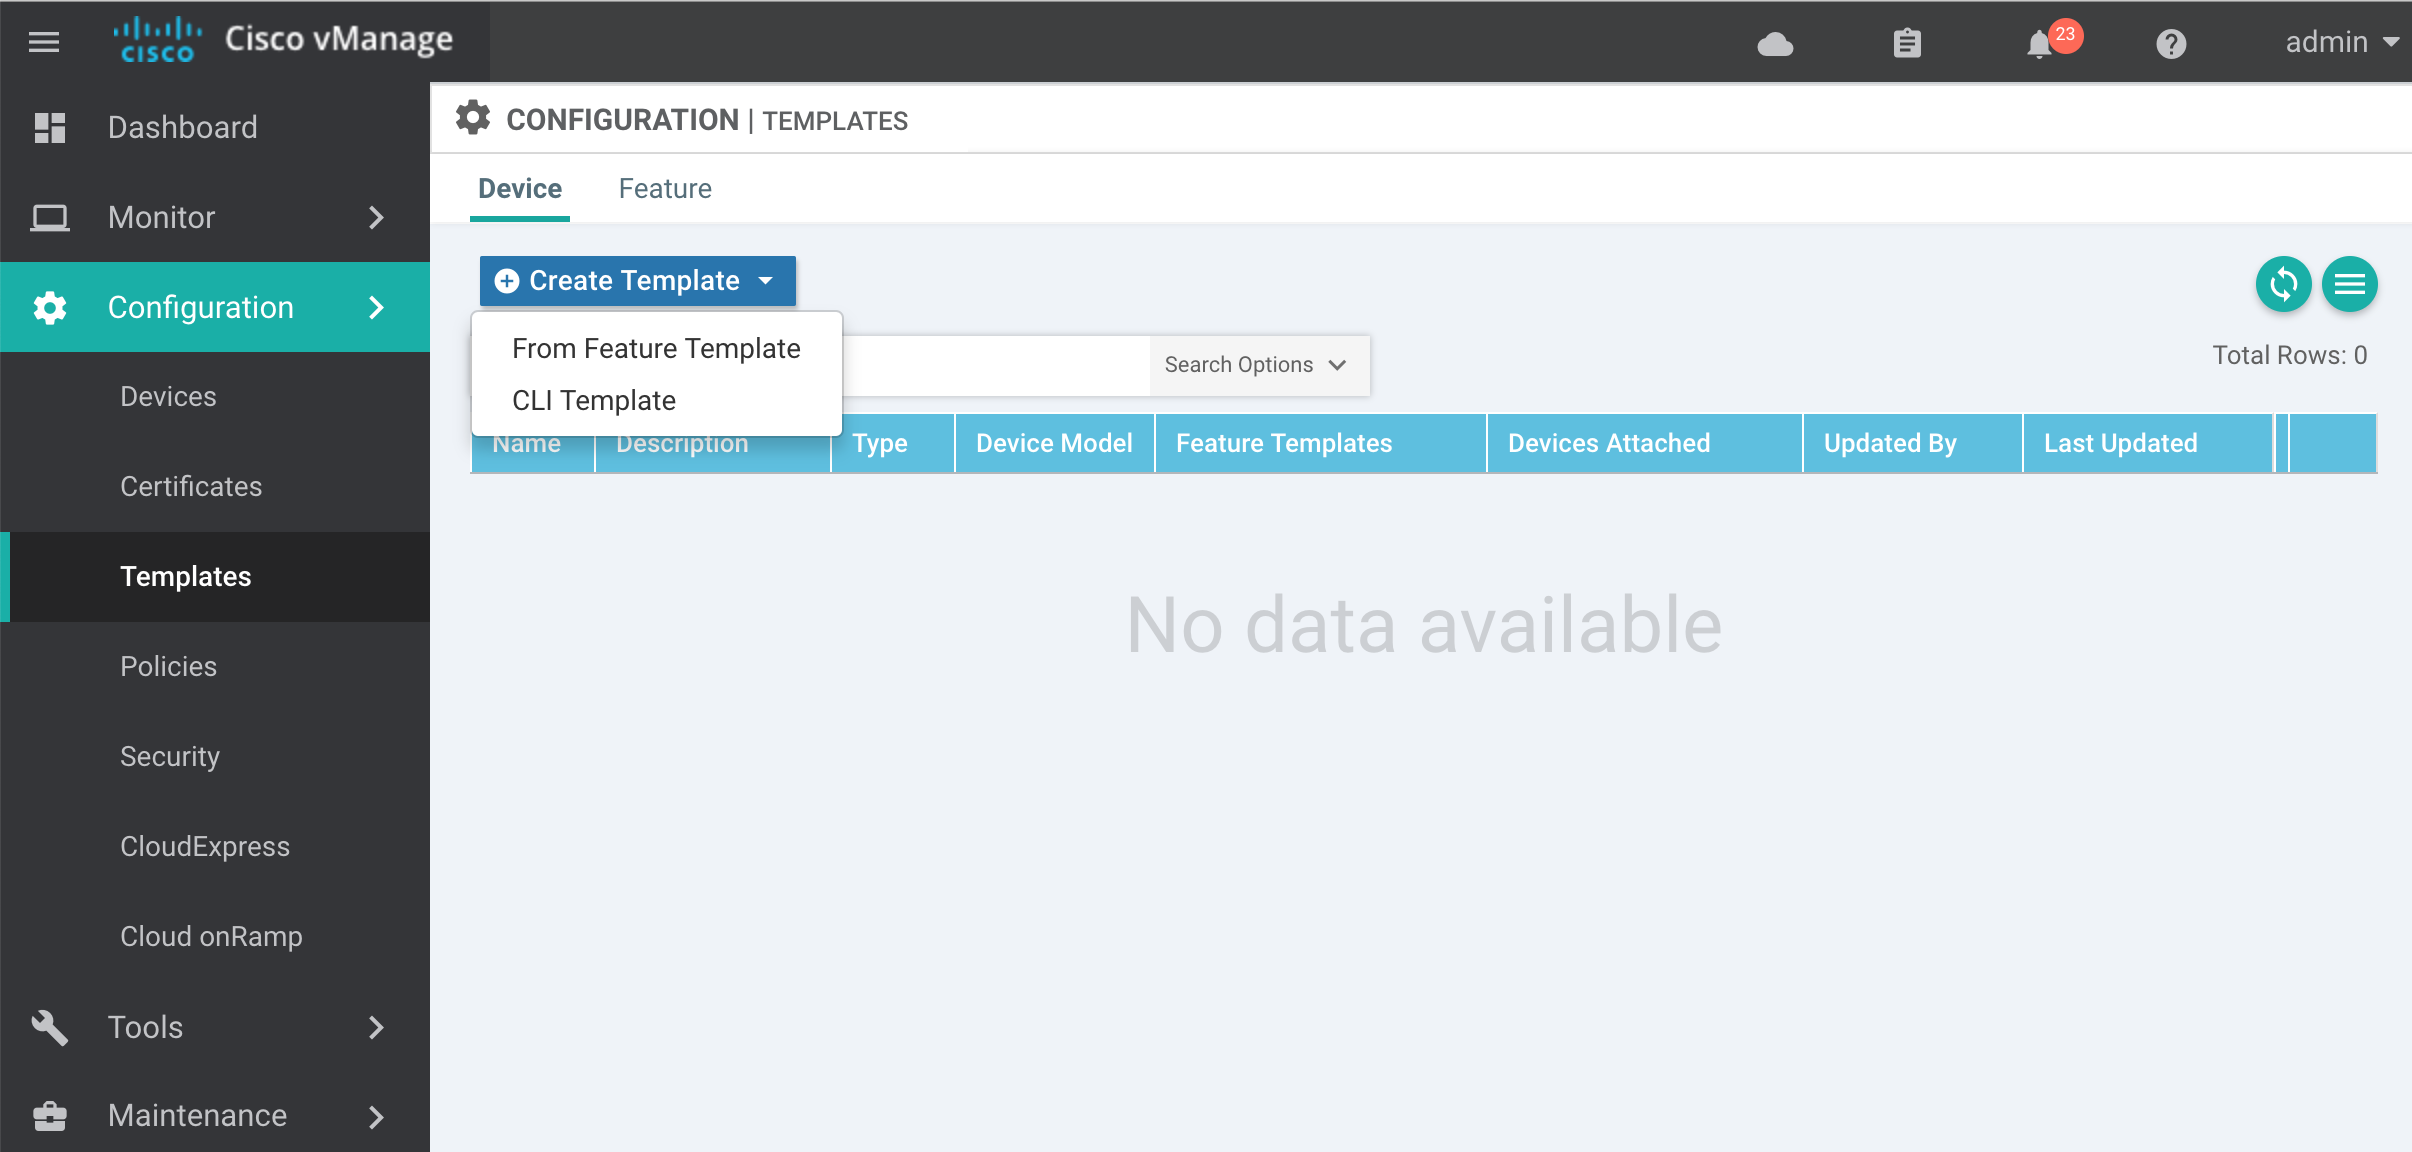 cisco Cisco vManage
23
admin
Dashboard
Monitor
Configuration
Devices
Certificates
Templates
Policies
Security
CloudExpress
Cloud onRamp
Tools
Maintenance
CONFIGURATION | TEMPLATES
Device Feature
Create Template
From Feature Template
CLI Template
Search Options
Total Rows: 0
Name Description Type Device Model Feature Templates Devices Attached Updated By Last Updated
No data available